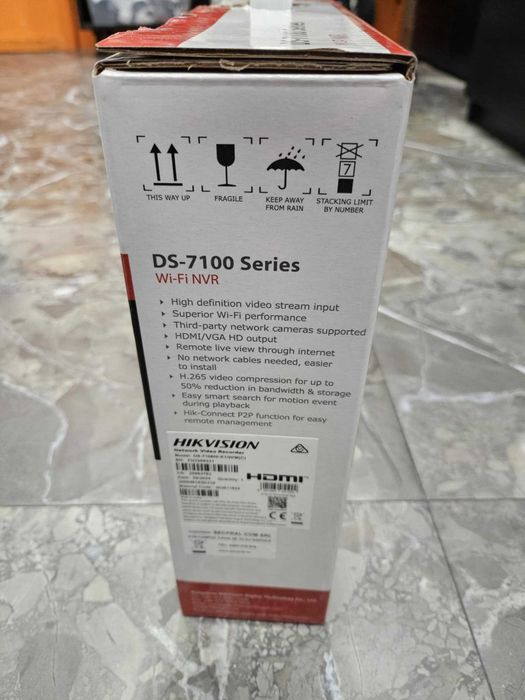 THIS WAY UP
FRAGILE
KEEP AWAY
FROM RAIN
7
STACKING LIMIT
BY NUMBER
DS-7100 Series
Wi-Fi NVR
High definition video stream input
Superior Wi-Fi performance
Third-party network cameras supported
HDMI/VGA HD output
Remote live view through internet
No network cables needed, easier
to install
H.265 video compression for up to
50% reduction in bandwidth & storage
Easy smart search for motion event
during playback
Hik-Connect P2P function for easy
remote management
HIKVISION
Network Video Recorder
Model:
HDMI
CE